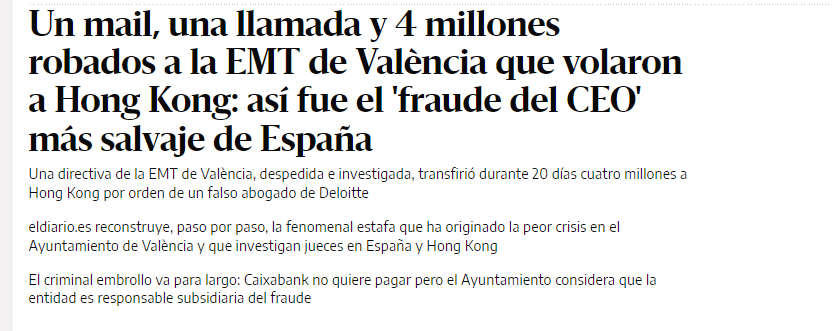 Un mail, una llamada y 4 millones
robados a la EMT de València que volaron
a Hong Kong: así fue el 'fraude del CEO'
más salvaje de España
Una directiva de la EMT de València, despedida e investigada, transfirió durante 20 días cuatro millones a
Hong Kong por orden de un falso abogado de Deloitte
eldiario.es reconstruye, paso por paso, la fenomenal estafa que ha originado la peor crisis en el
Ayuntamiento de València y que investigan jueces en España y Hong Kong
El criminal embrollo va para largo: Caixabank no quiere pagar pero el Ayuntamiento considera que la
entidad es responsable subsidiaria del fraude